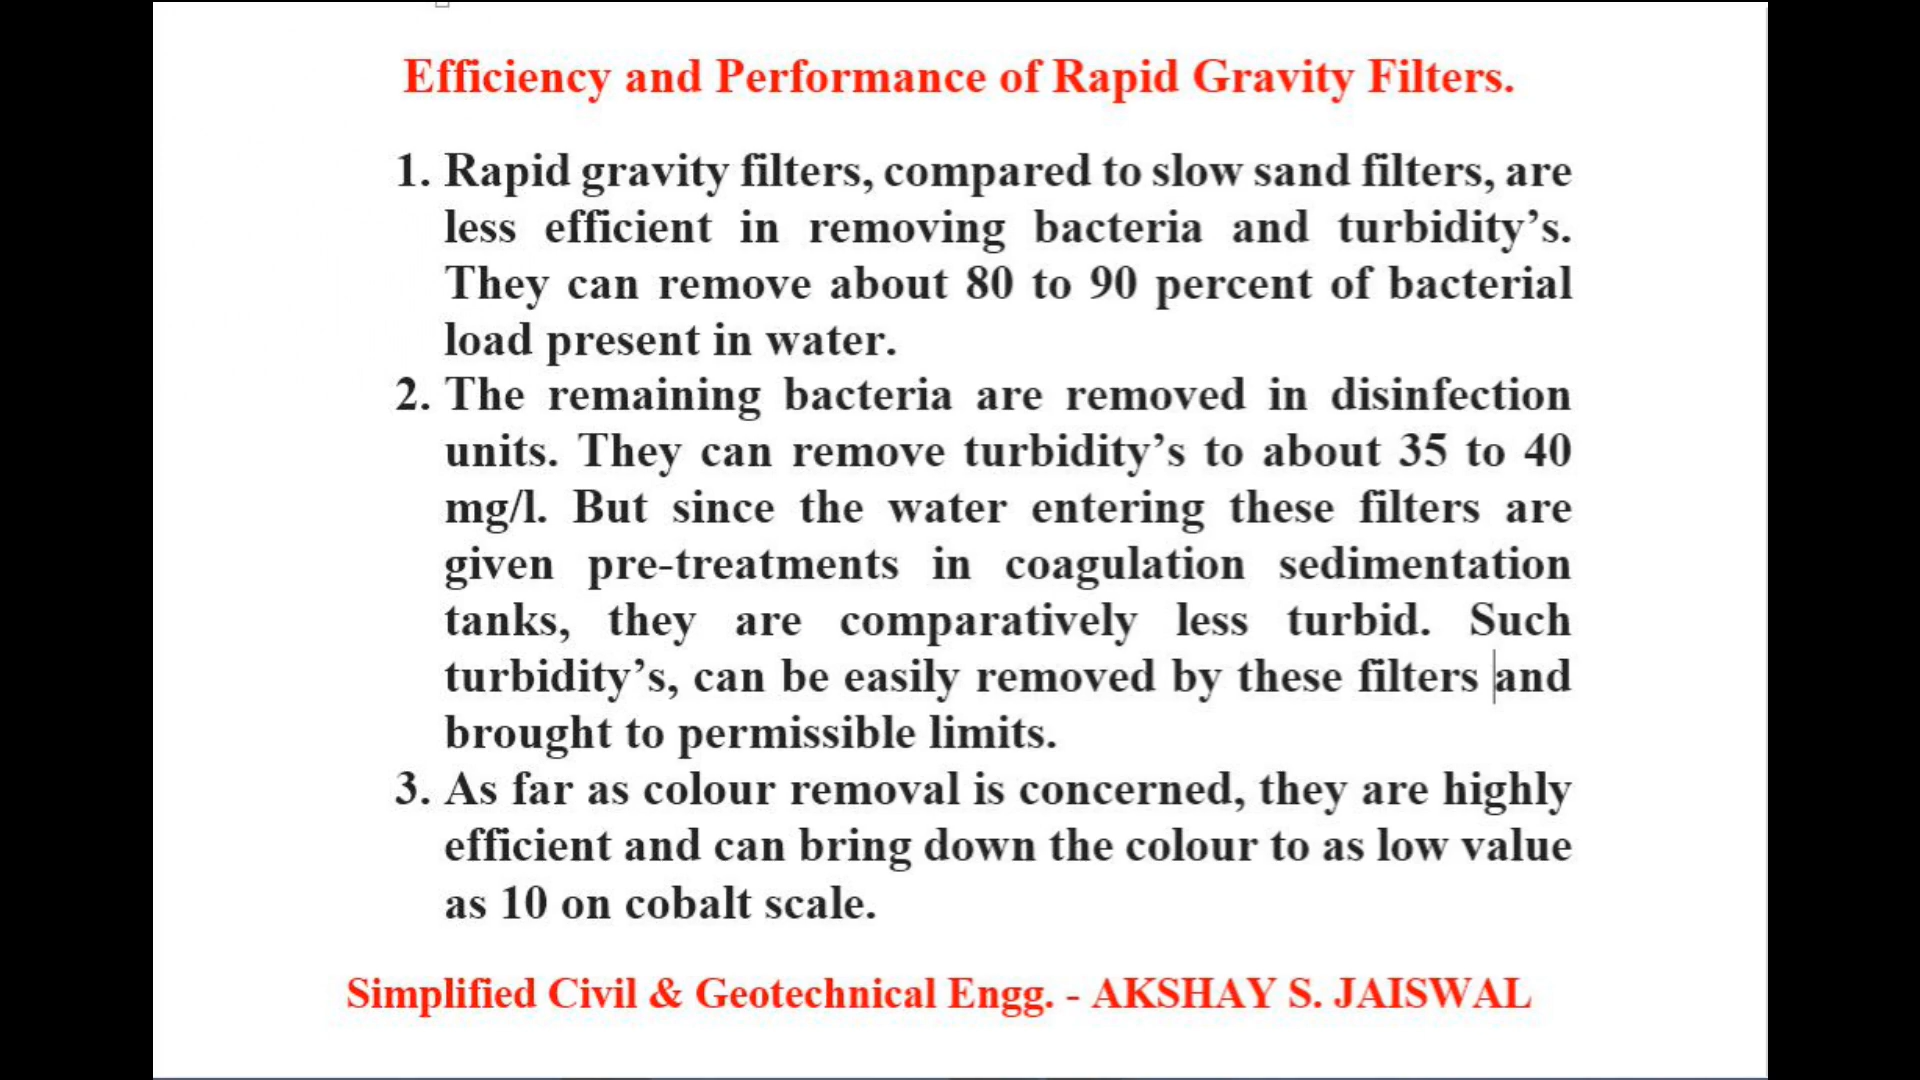 Efficiency and Performance of Rapid Gravity Filters.
1. Rapid gravity filters, compared to slow sand filters, are
less efficient in removing bacteria and turbidity’s.
They can remove about 80 to 90 percent of bacterial
load present in water.
2. The remaining bacteria are removed in disinfection
units. They can remove turbidity’s to about 35 to 40
mg/l. But since the water entering these filters are
given pre-treatments in coagulation sedimentation
tanks, they are comparatively less turbid. Such
turbidity’s, can be easily removed by these filters and
brought to permissible limits.
3. As far as colour removal is concerned, they are highly
efficient and can bring down the colour to as low value
as 10 on cobalt scale.
Simplified Civil & Geotechnical Engg. - AKSHAY S. JAISWAL